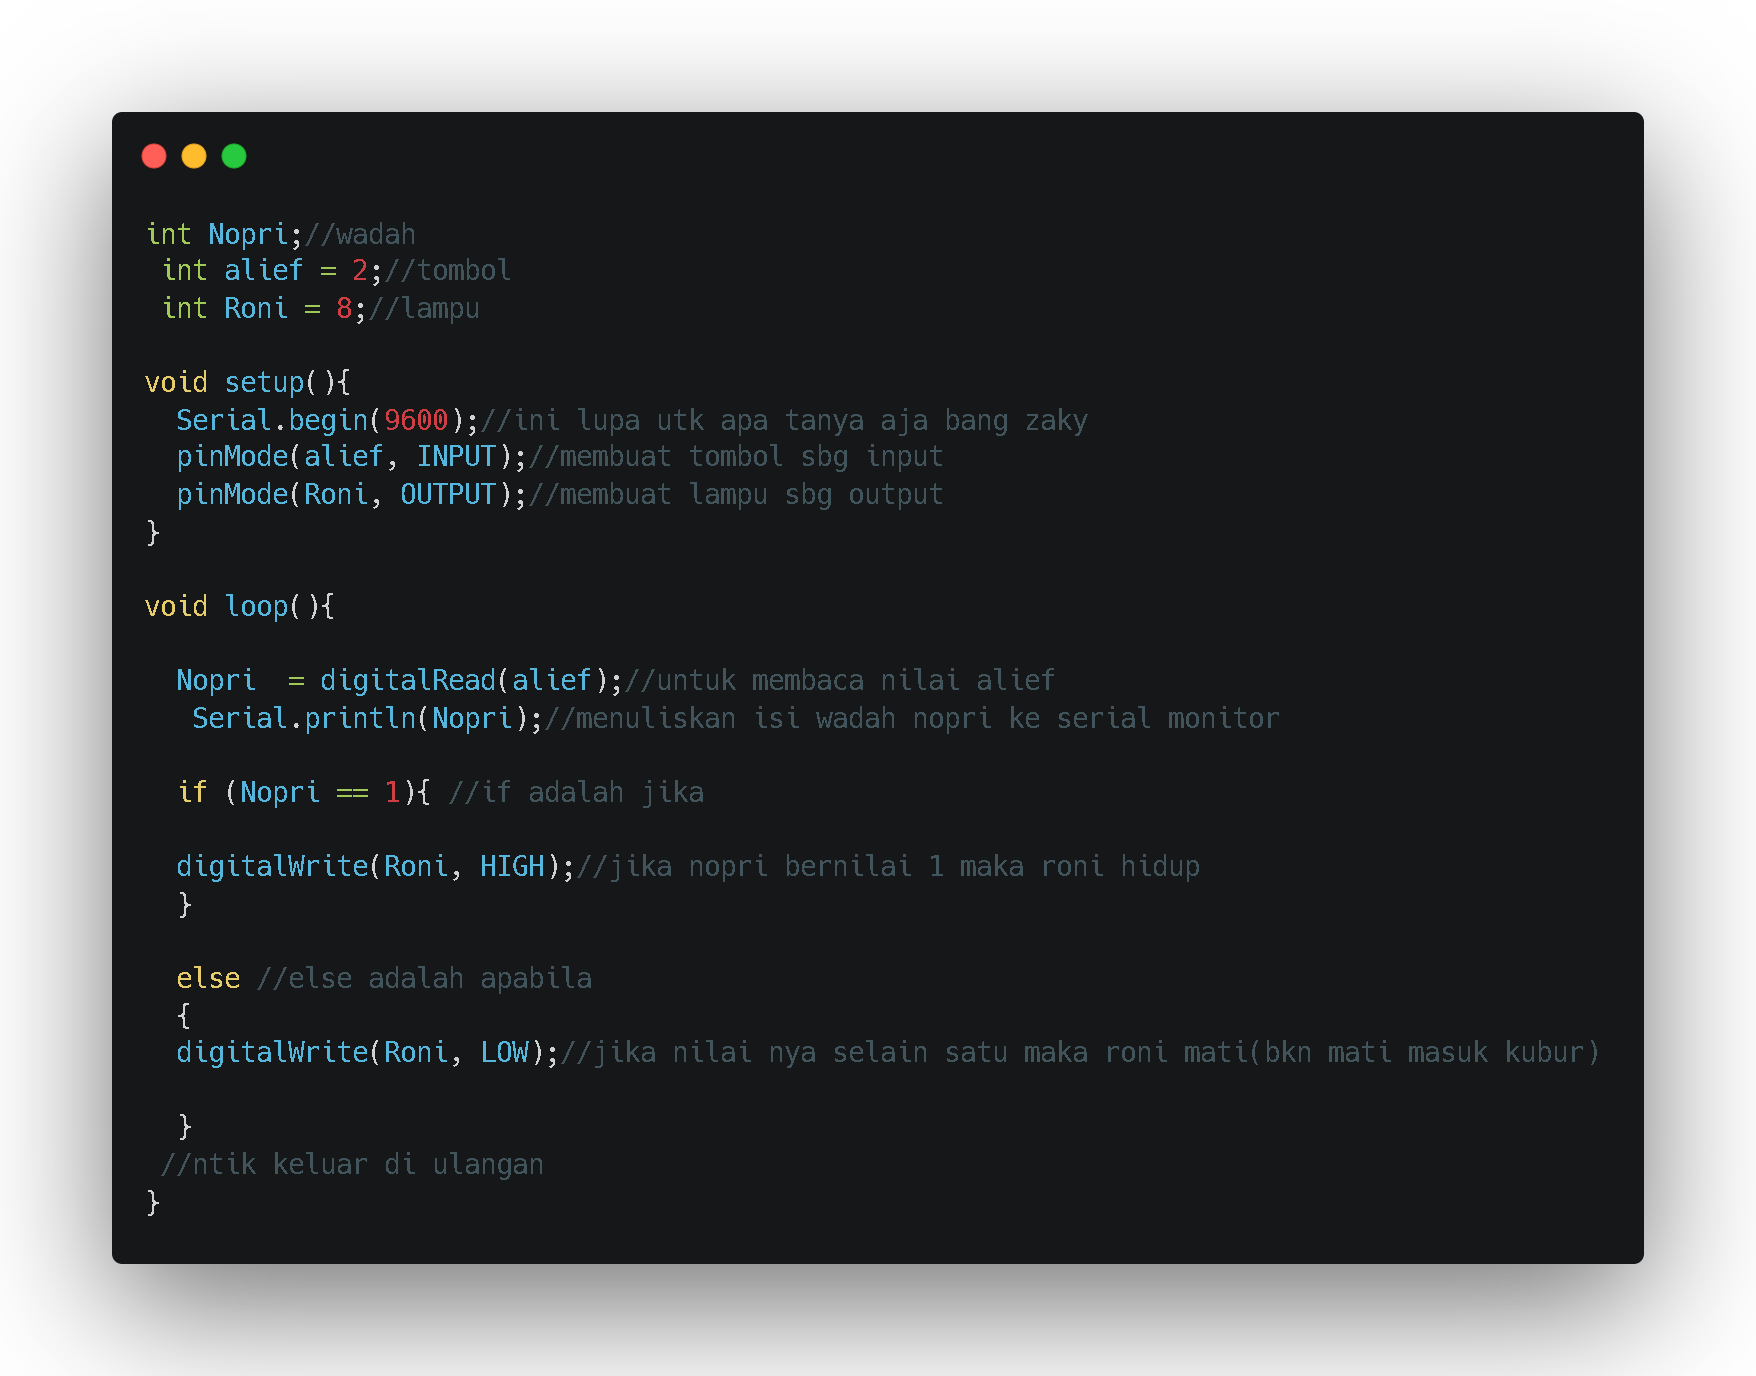 int Nopri;//wadah
 int alief = 2;//tombol
 int Roni = 8;//lampu

void setup(){
  Serial.begin(9600);//ini lupa utk apa tanya aja bang zaky
  pinMode(alief, INPUT);//membuat tombol sbg input
  pinMode(Roni, OUTPUT);//membuat lampu sbg output
}

void loop(){

  Nopri  = digitalRead(alief);//untuk membaca nilai alief
   Serial.println(Nopri);//menuliskan isi wadah nopri ke serial monitor

  if (Nopri == 1){ //if adalah jika

  digitalWrite(Roni, HIGH);//jika nopri bernilai 1 maka roni hidup
  }

  else //else adalah apabila
  {
  digitalWrite(Roni, LOW);//jika nilai nya selain satu maka roni mati(bkn mati masuk kubur)

  }
 //ntik keluar di ulangan
}